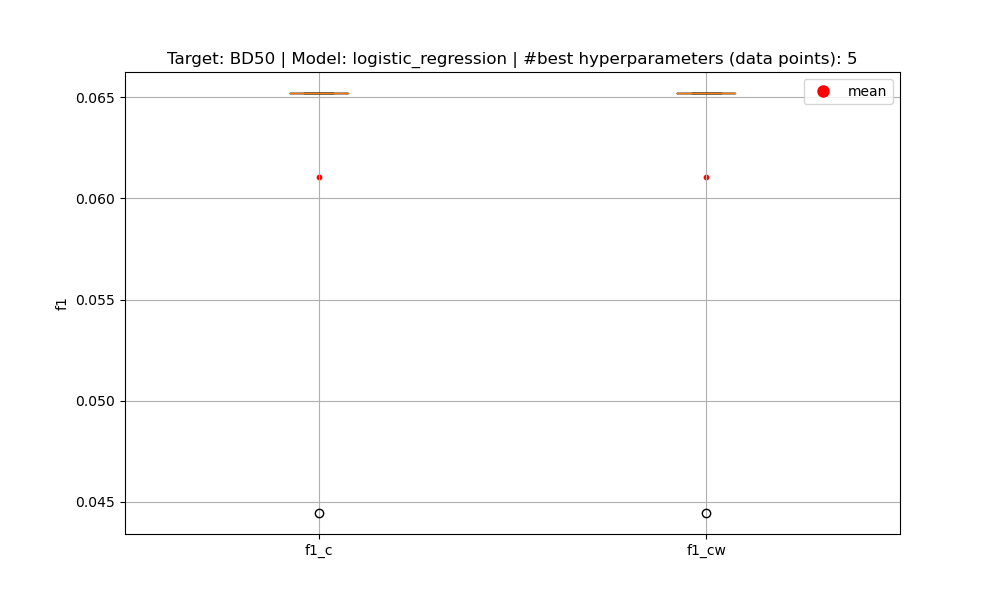 Target: BD50 | Model: logistic_regression | #best hyperparameters (data points): 5
mean
0.065
0.060
0.055
0.050
0.045
f1
f1_c
f1_cw